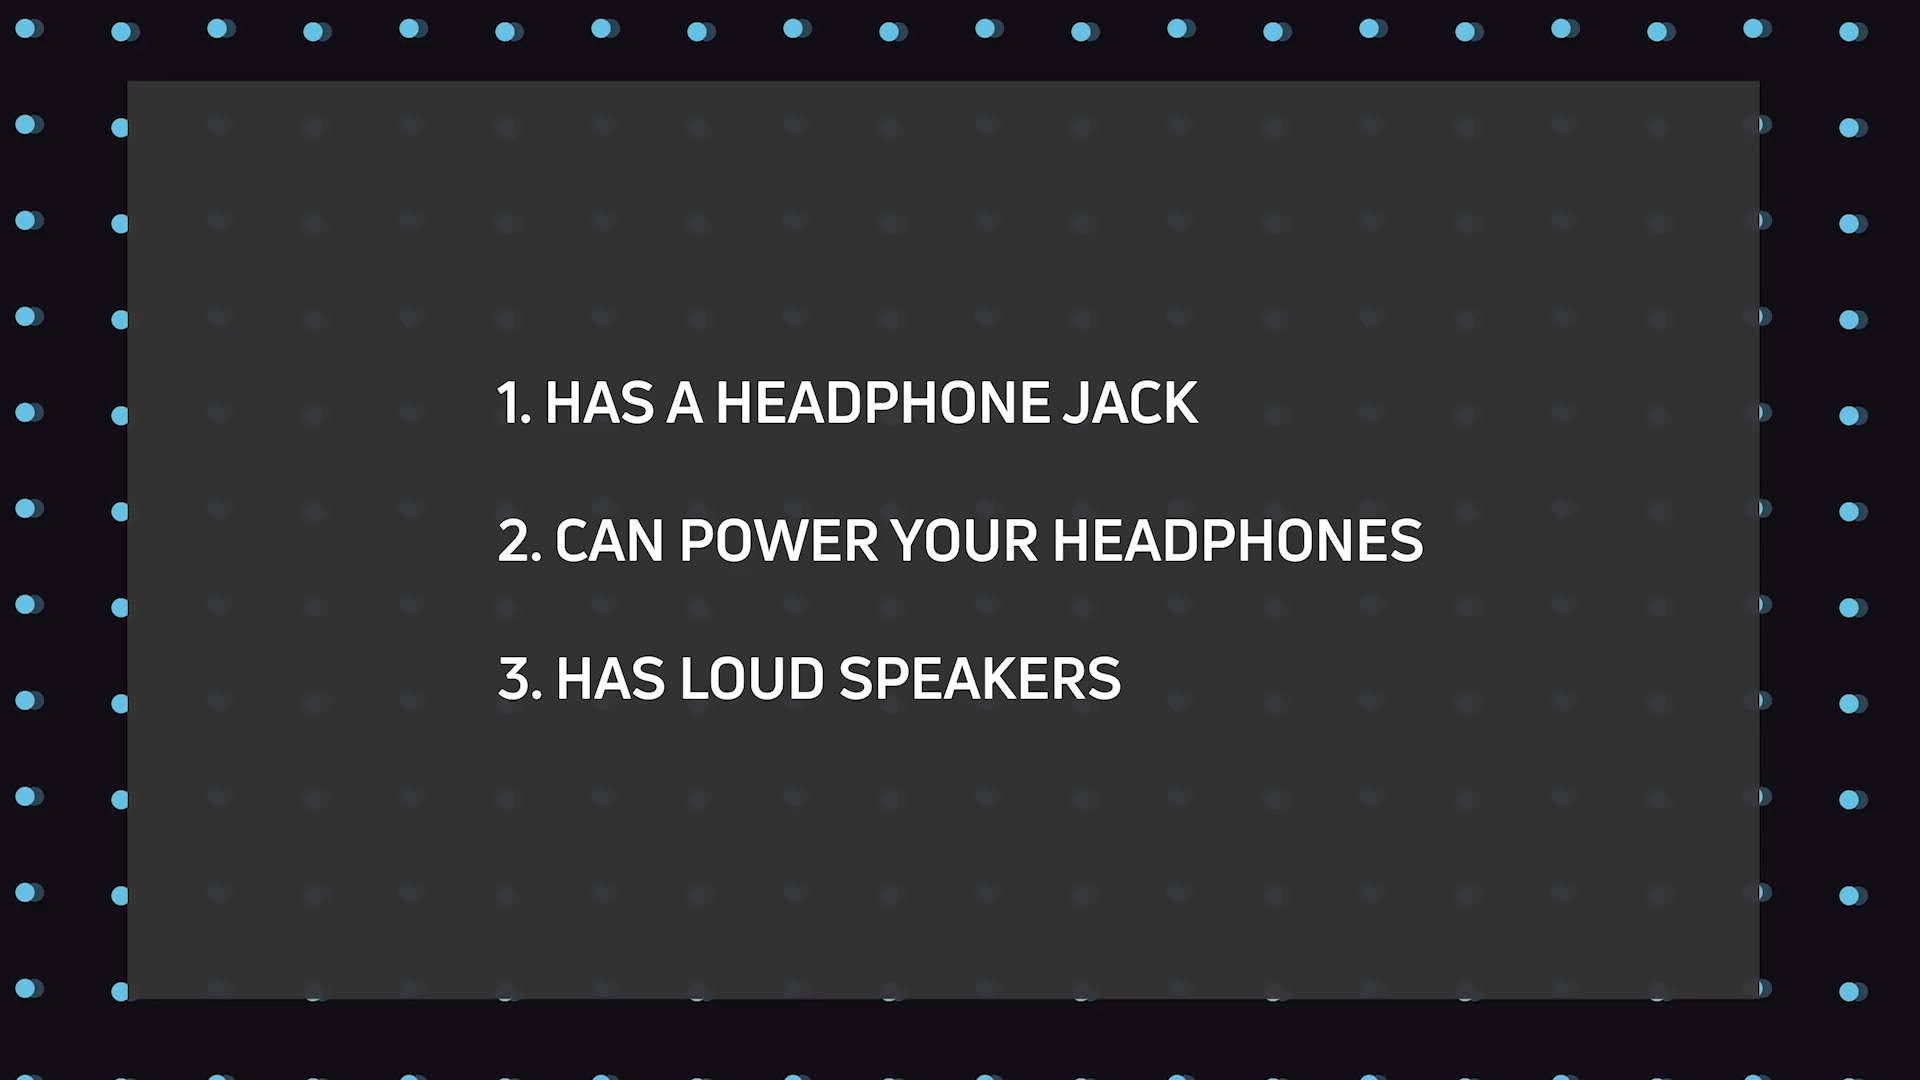 1. HAS A HEADPHONE JACK
2. CAN POWER YOUR HEADPHONES
3. HAS LOUD SPEAKERS